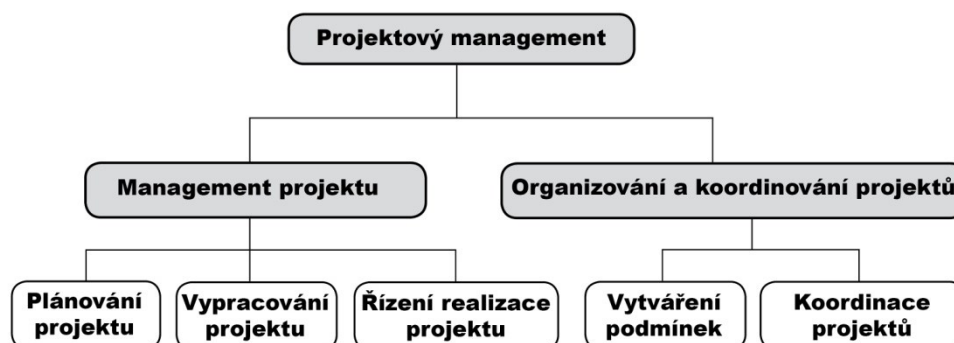 Projektový management
Management projektu
Organizování a koordinování projektů
Plánování
projektu
Vypracování
projektu
Řízení realizace
projektu
Vytváření
podmínek
Koordinace
projektů